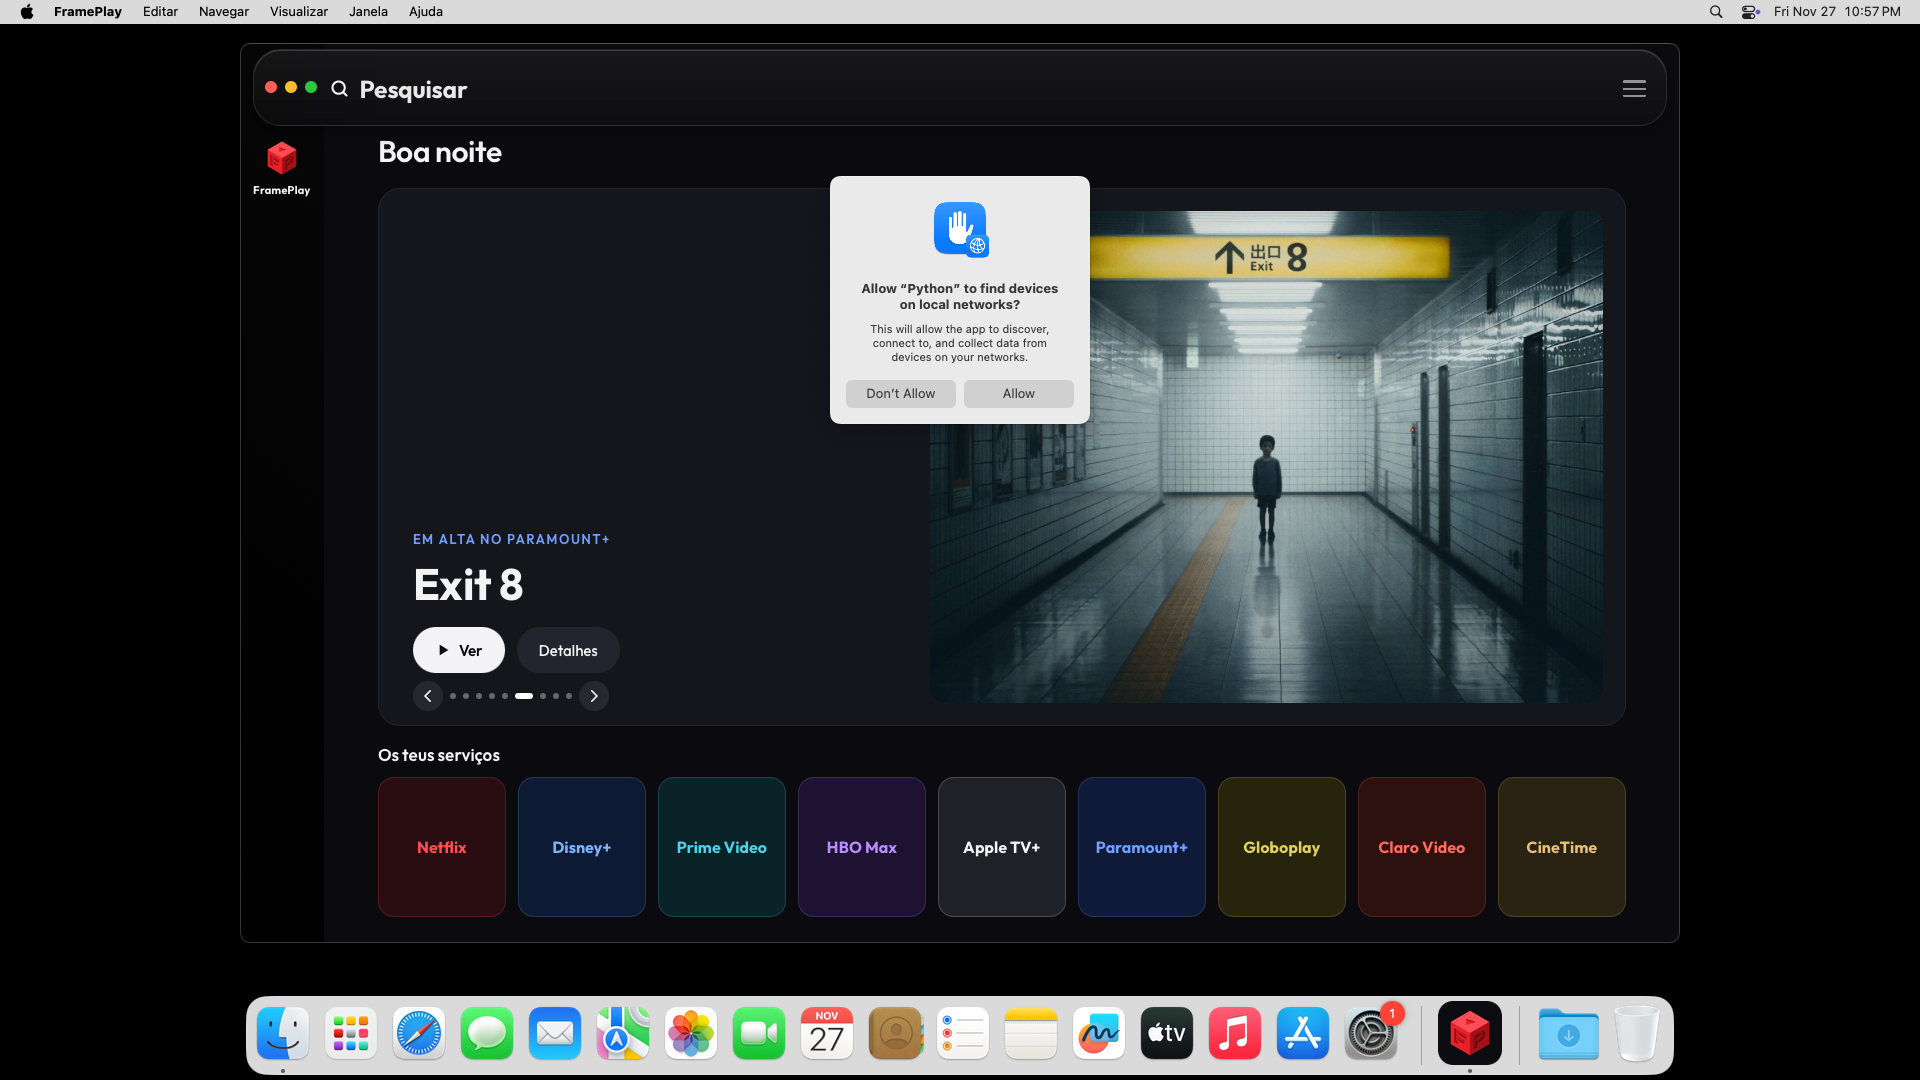 FramePlay Editar Navegar Visualizar Janela Ajuda Fri Nov 27 10:57 PM
Pesquisar
FramePlay
Boa noite
Allow “Python” to find devices
on local networks?
This will allow the app to discover,
connect to, and collect data from
devices on your networks.
Don’t Allow Allow
出口
Exit 8
EM ALTA NO PARAMOUNT+
Exit 8
Ver Detalhes
Os teus serviços
Netflix Disney+ Prime Video HBO Max Apple TV+ Paramount+ Globoplay Claro Video CineTime
NOV
27
tv
1